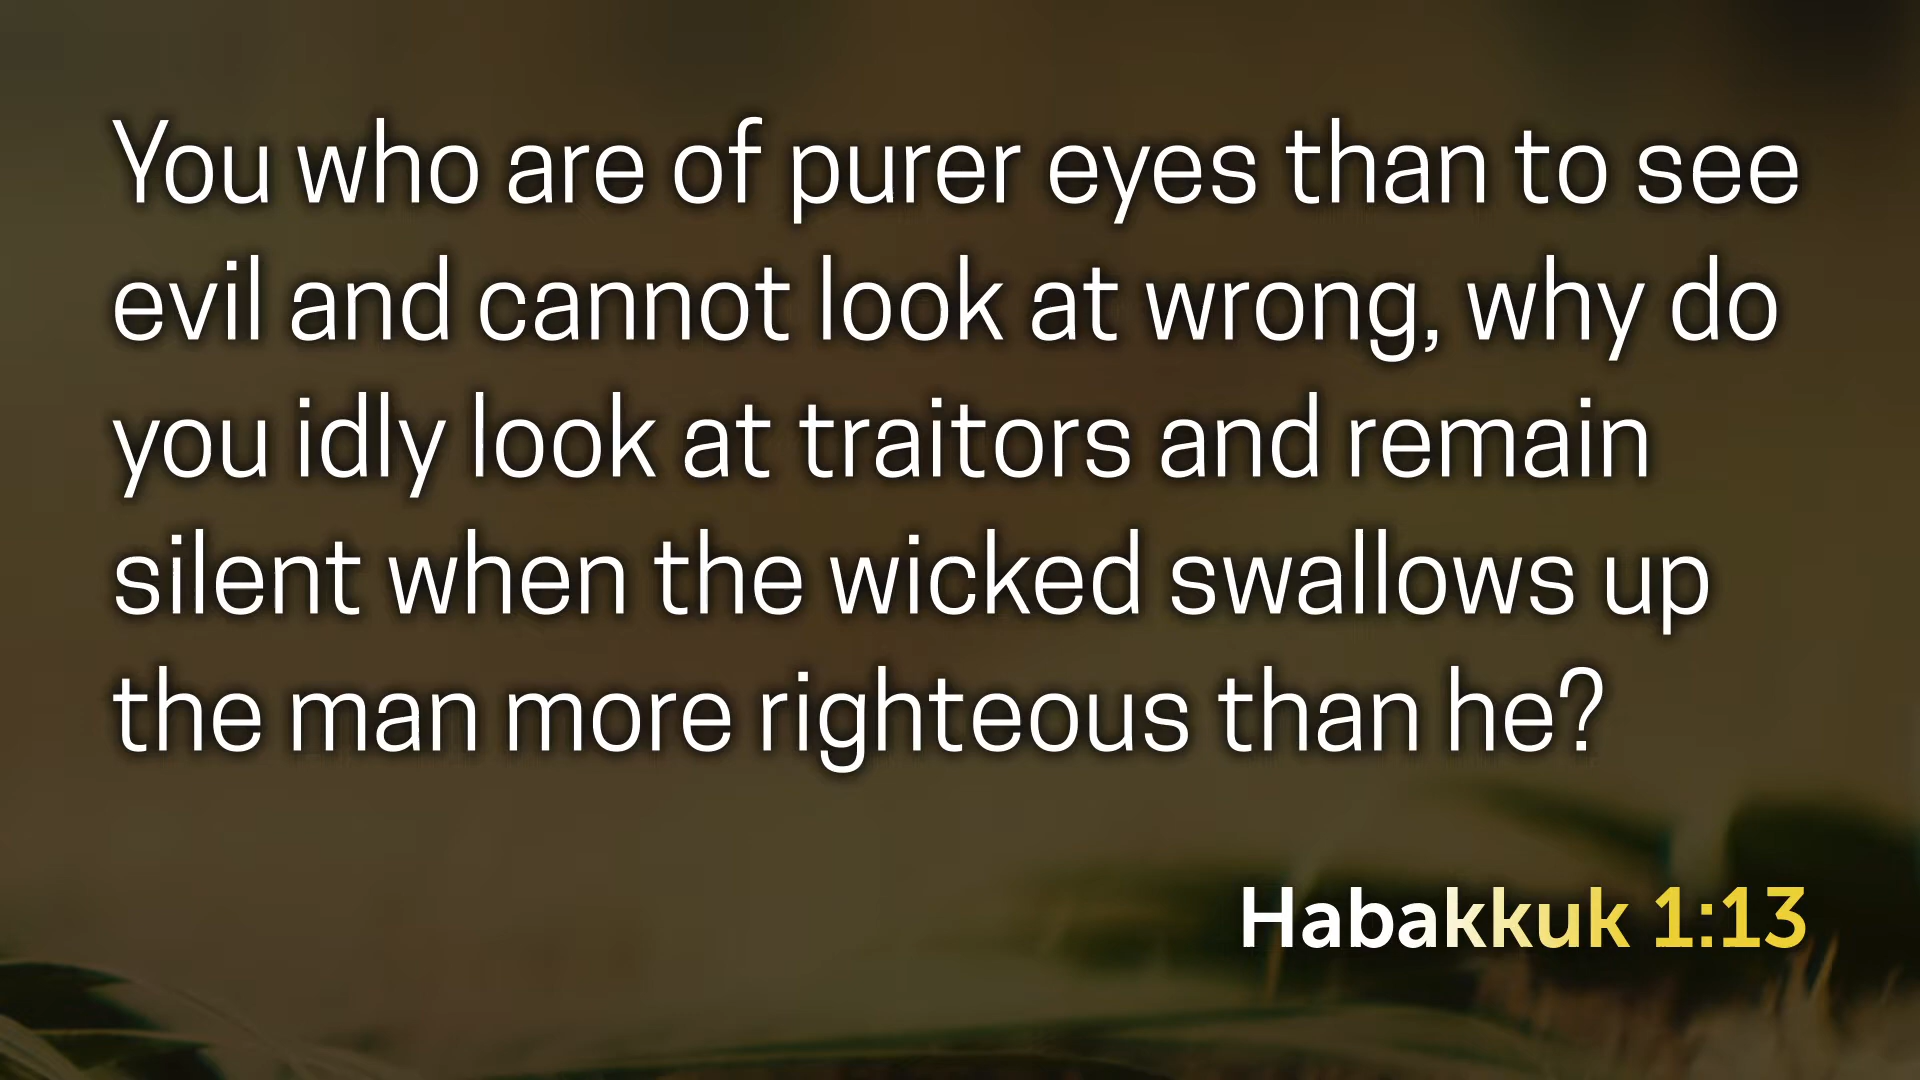 You who are of purer eyes than to see
evil and cannot look at wrong, why do
you idly look at traitors and remain
silent when the wicked swallows up
the man more righteous than he?
Habakkuk 1:13